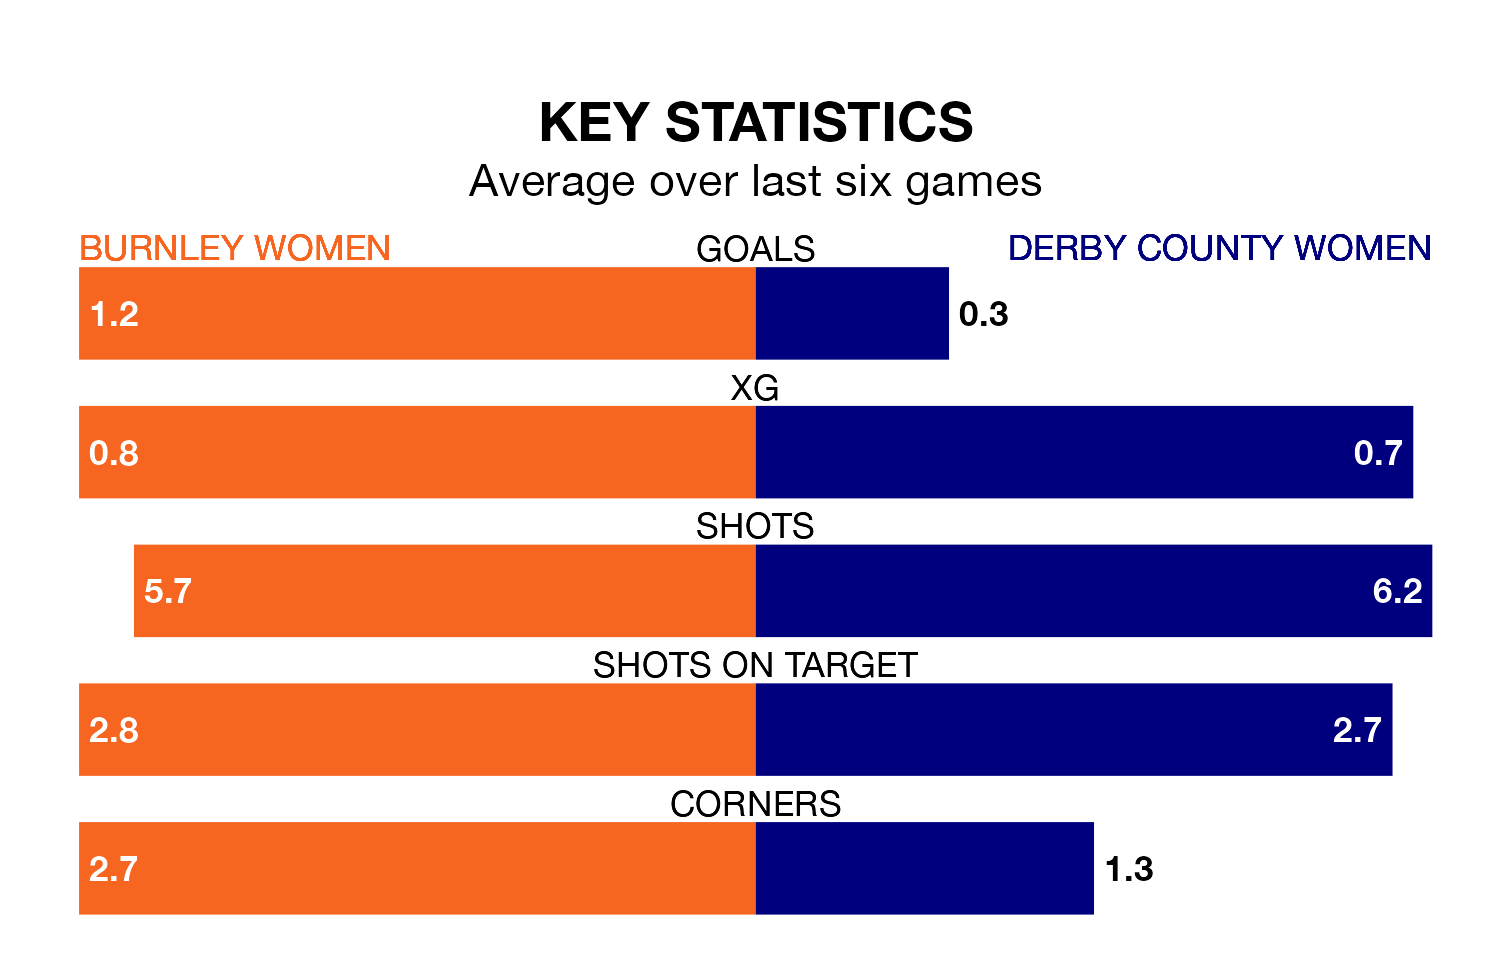 KEY STATISTICS
Average over last six games
BURNLEY WOMEN GOALS DERBY COUNTY WOMEN
1.2 0.3
XG
0.8 0.7
SHOTS
5.7 6.2
SHOTS ON TARGET
2.8 2.7
CORNERS
2.7 1.3